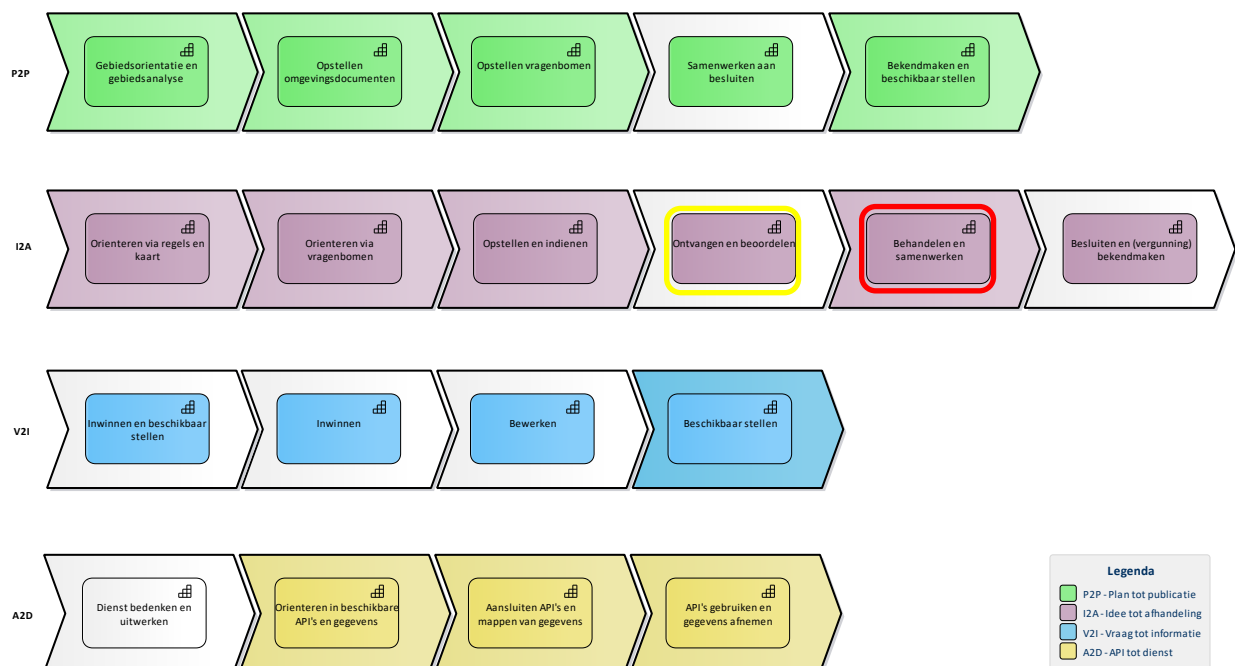 P2P
Gebiedsorientatie en
gebiedsanalyse
Opstellen
omgevingsdocumenten
Opstellen vragenbomen
Samenwerken aan
besluiten
Bekendmaken en
beschikbaar stellen
I2A
Orienteren via regels en
kaart
Orienteren via
vragenbomen
Opstellen en indienen
Ontvangen en beoordelen
Behandelen en
samenwerken
Besluiten en (vergunning)
bekendmaken
V2I
Inwinnen en beschikbaar
stellen
Inwinnen
Bewerken
Beschikbaar stellen
A2D
Dienst bedenken en
uitwerken
Orienteren in beschikbare
API's en gegevens
Aansluiten API's en
mappen van gegevens
API's gebruiken en
gegevens afnemen
Legenda
P2P - Plan tot publicatie
I2A - Idee tot afhandeling
V2I - Vraag tot informatie
A2D - API tot dienst